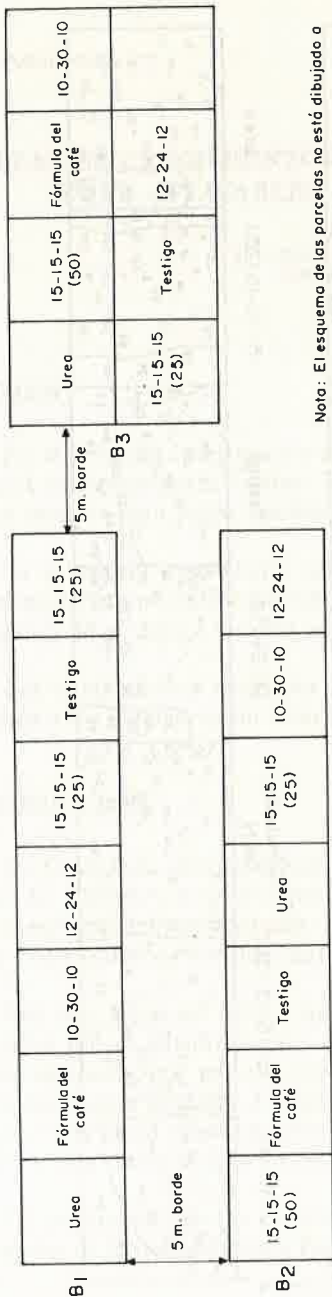 B1
Urea
Fórmula del
café
10-30-10
12-24-12
15-15-15
(25)
Testigo
15-15-15
(25)
5 m. borde
B2
15-15-15
(50)
Fórmula del
café
Testigo
Urea
15-15-15
(25)
10-30-10
12-24-12
5 m. borde
B3
Urea
15-15-15
(50)
Fórmula del
café
10-30-10
15-15-15
(25)
Testigo
12-24-12
Nota: El esquema de las parcelas no está dibujado a